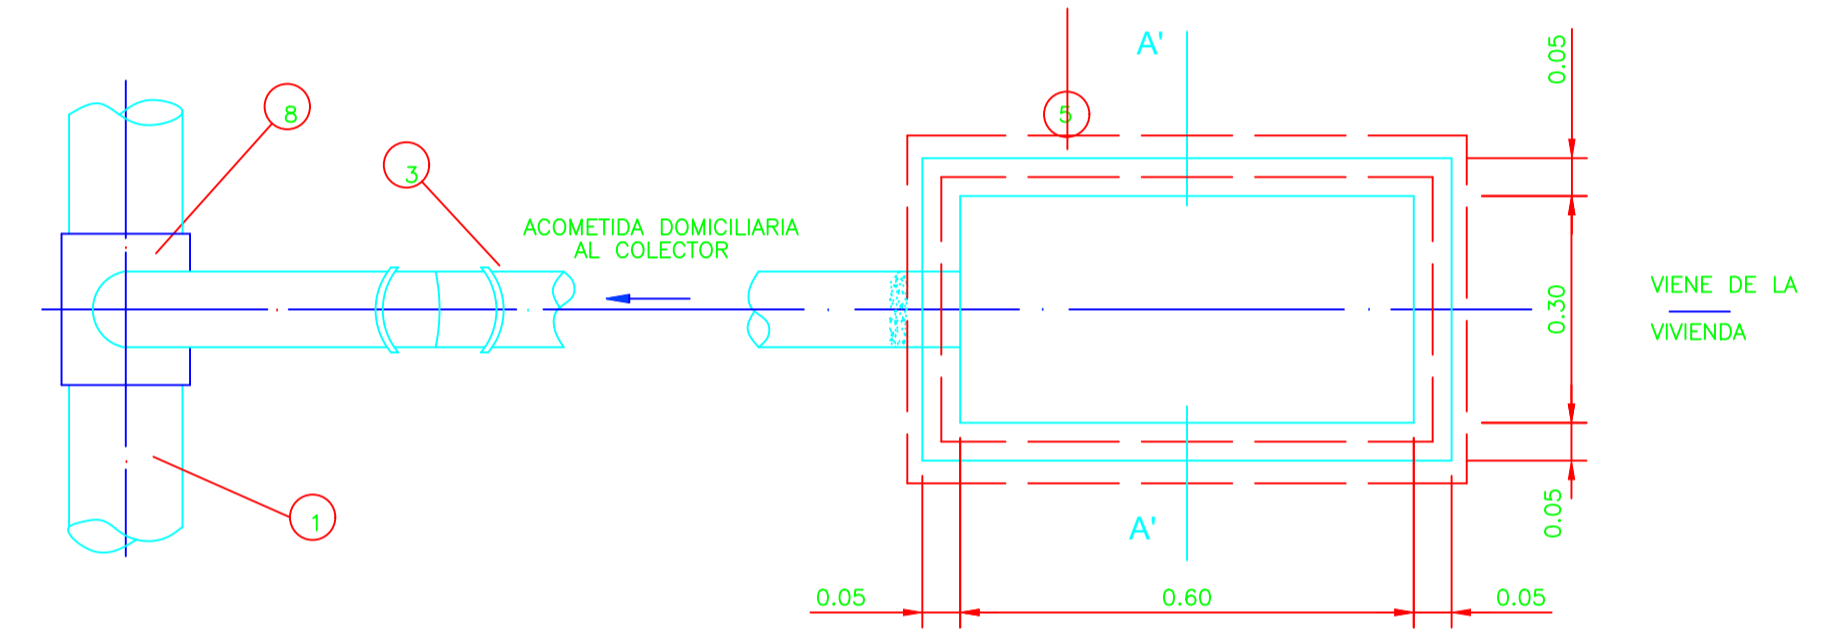 A'
0.05
8
5
3
ACOMETIDA DOMICILIARIA
AL COLECTOR
0.30
VIENE DE LA
VIVIENDA
1
A'
0.05
0.05
0.60
0.05